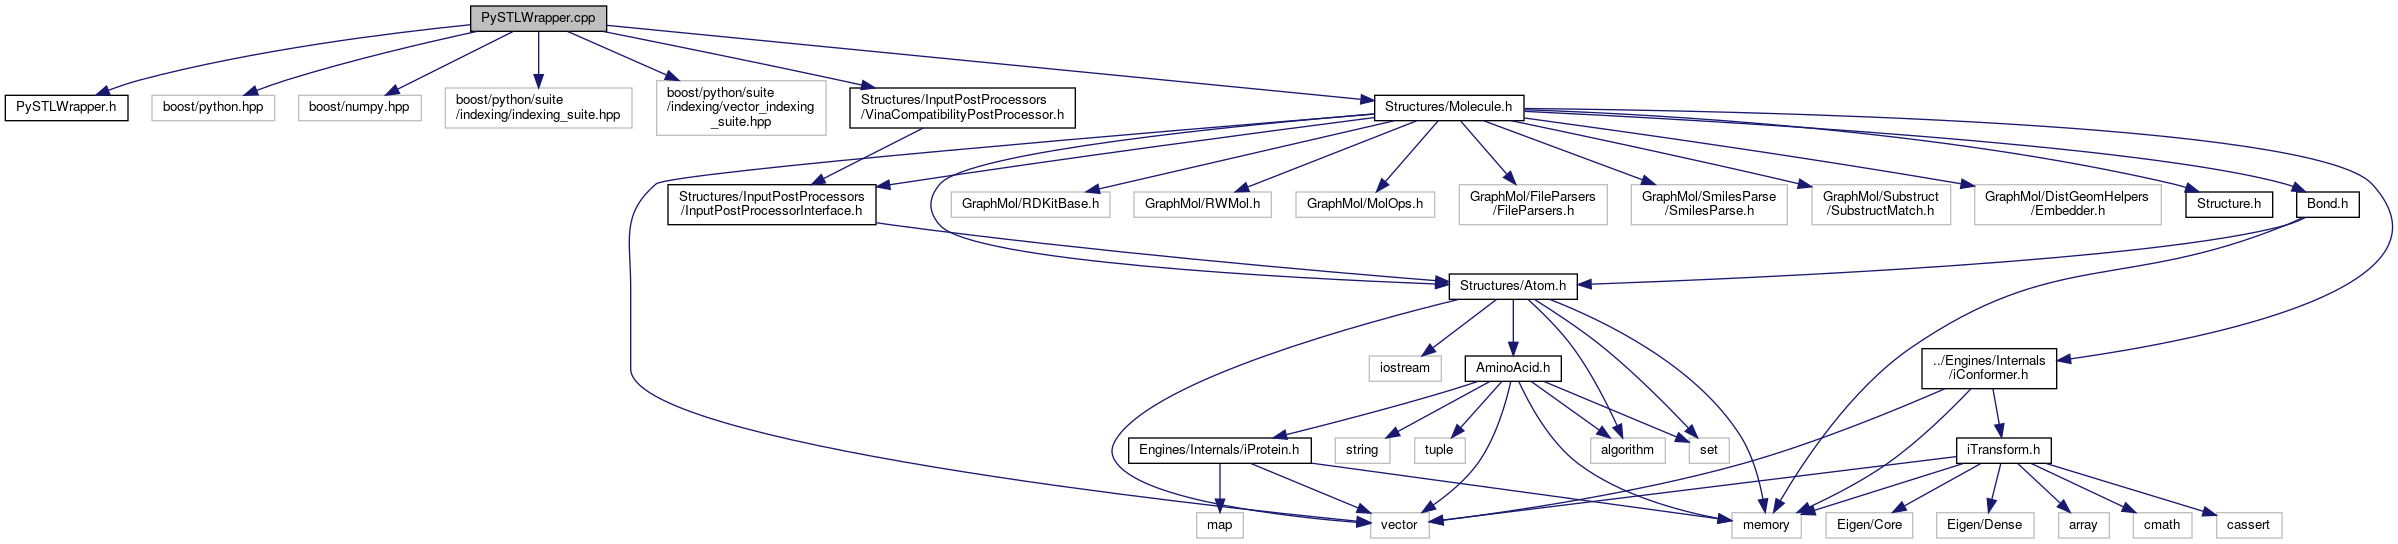 PySTLWrapper.cpp
PySTLWrapper.h
boost/python.hpp
boost/numpy.hpp
boost/python/suite
/indexing/indexing_suite.hpp
boost/python/suite
/indexing/vector_indexing
_suite.hpp
Structures/InputPostProcessors
/VinaCompatibilityPostProcessor.h
Structures/Molecule.h
Structures/InputPostProcessors
/InputPostProcessorInterface.h
GraphMol/RDKitBase.h
GraphMol/RWMol.h
GraphMol/MolOps.h
GraphMol/FileParsers
/FileParsers.h
GraphMol/SmilesParse
/SmilesParse.h
GraphMol/Substruct
/SubstructMatch.h
GraphMol/DistGeomHelpers
/Embedder.h
Structure.h
Bond.h
Structures/Atom.h
iostream
AminoAcid.h
../Engines/Internals
/iConformer.h
Engines/Internals/iProtein.h
string
tuple
algorithm
set
iTransform.h
map
vector
memory
Eigen/Core
Eigen/Dense
array
cmath
cassert